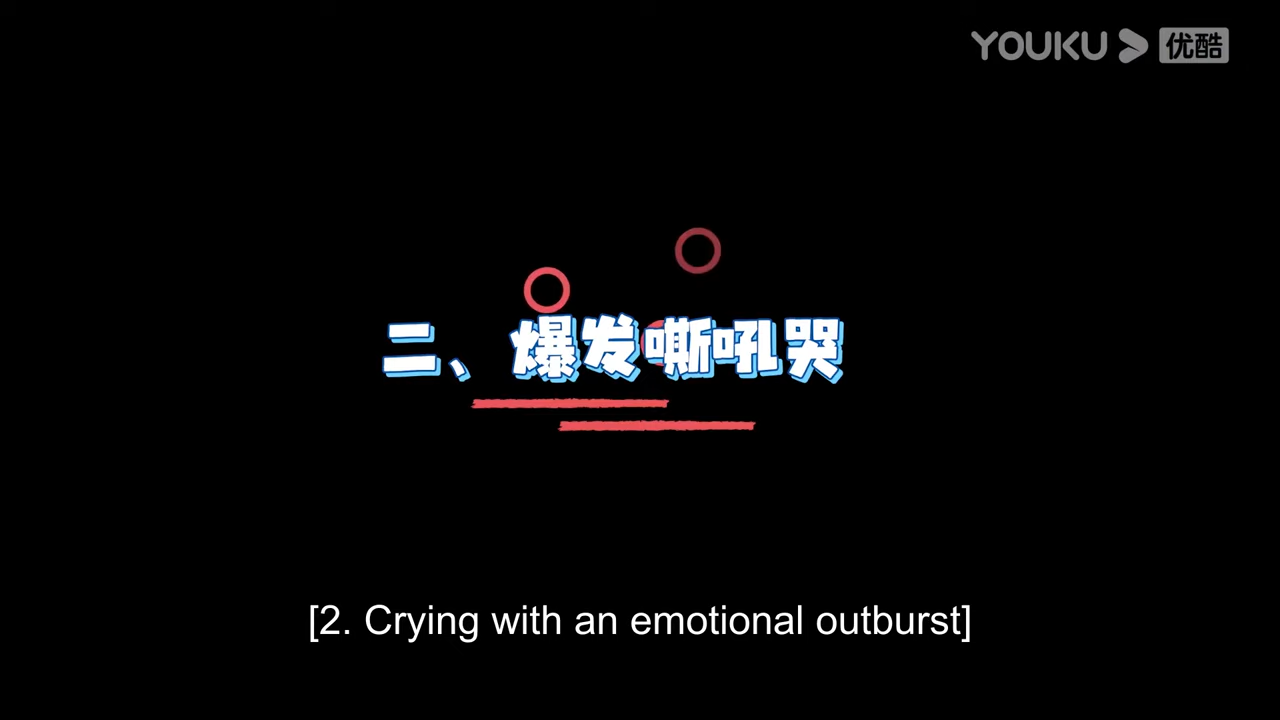 YOUKU 优酷
二、爆发嘶吼哭
[2. Crying with an emotional outburst]